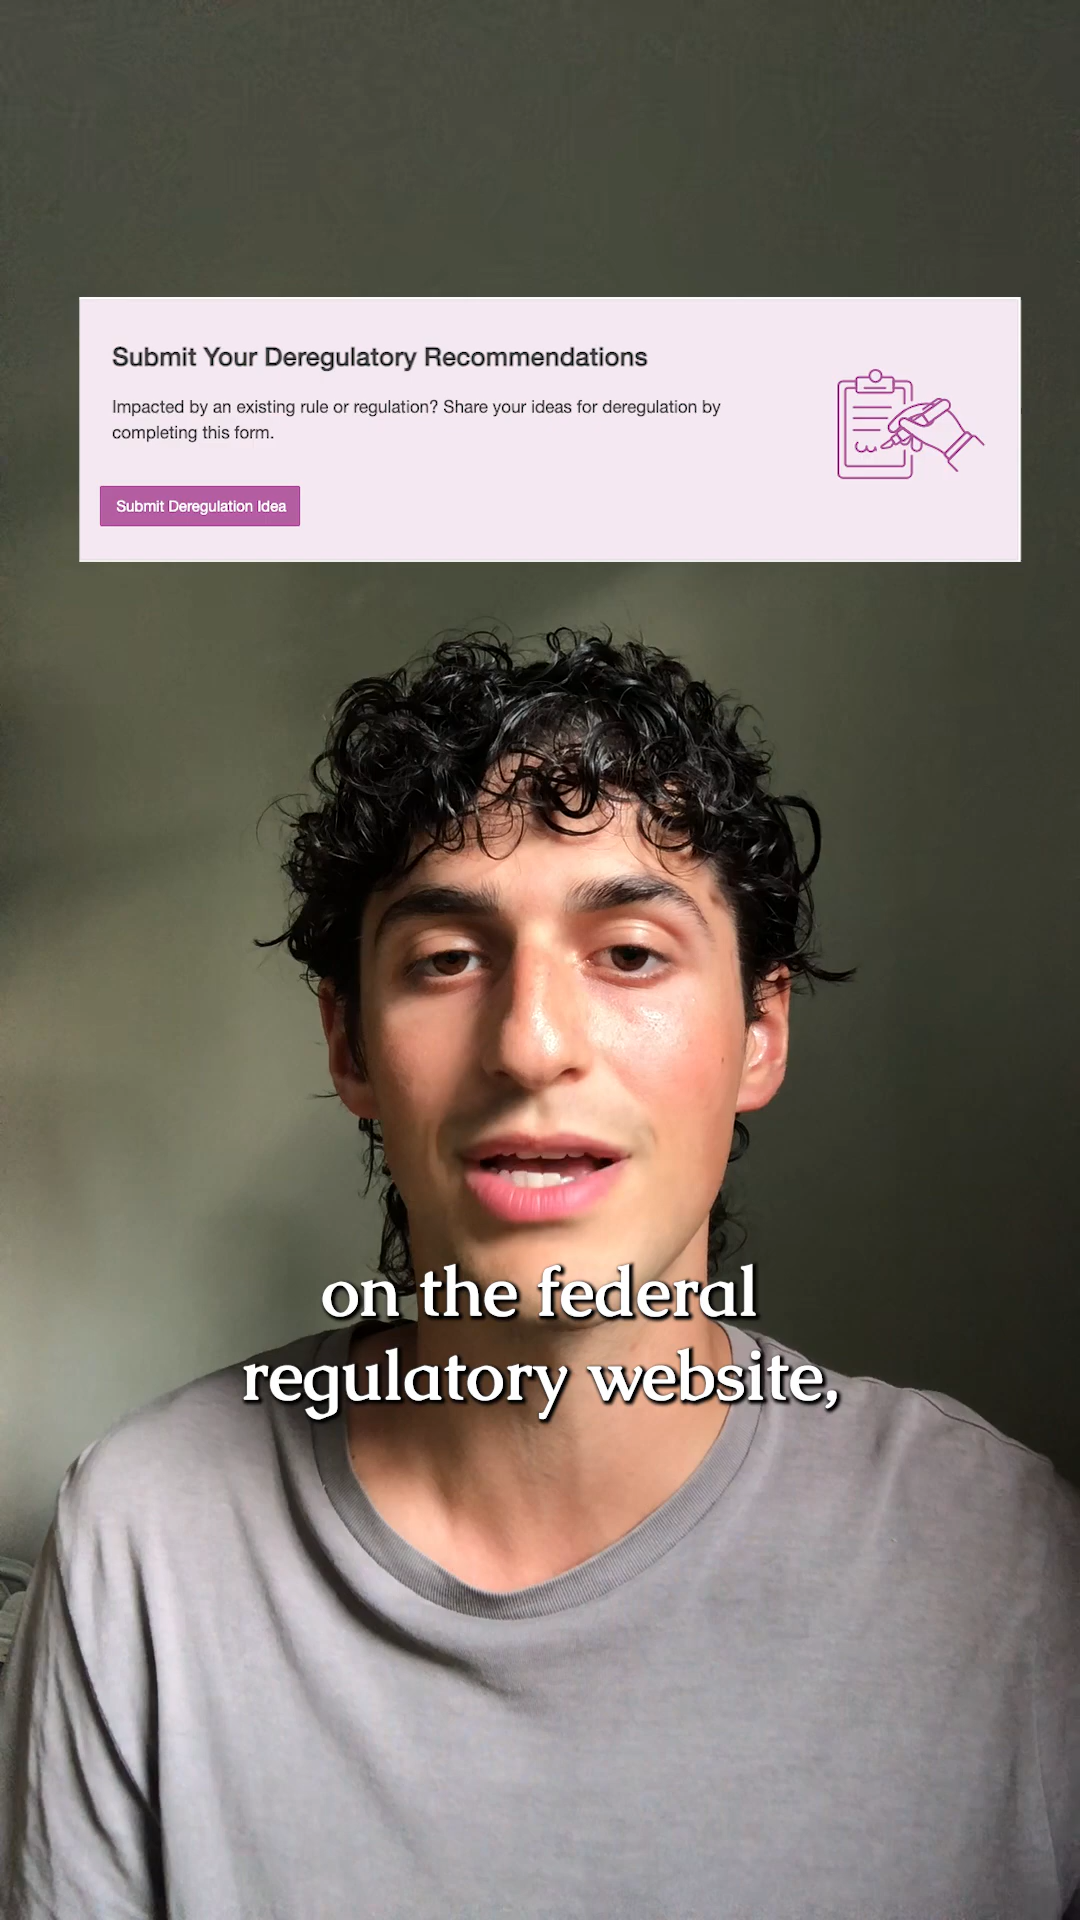 Submit Your Deregulatory Recommendations
Impacted by an existing rule or regulation? Share your ideas for deregulation by
completing this form.
Submit Deregulation Idea
on the federal
regulatory website,